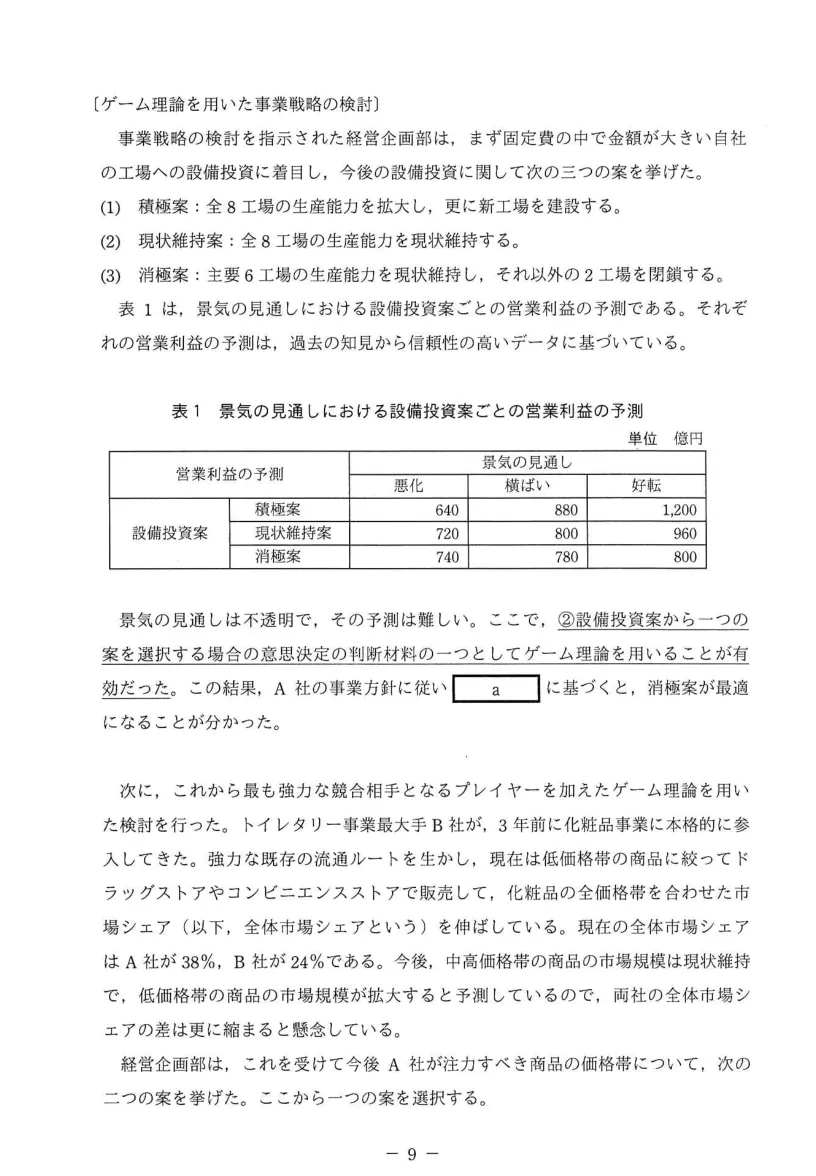 〔ゲーム理論を用いた事業戦略の検討〕
事業戦略の検討を指示された経営企画部は，まず固定費の中で金額が大きい自社
の工場への設備投資に着目し，今後の設備投資に関して次の三つの案を挙げた。
(1) 積極案：全 8 工場の生産能力を拡大し，更に新工場を建設する。
(2) 現状維持案：全 8 工場の生産能力を現状維持する。
(3) 消極案：主要 6 工場の生産能力を現状維持し，それ以外の 2 工場を閉鎖する。
表 1 は，景気の見通しにおける設備投資案ごとの営業利益の予測である。それぞ
れの営業利益の予測は，過去の知見から信頼性の高いデータに基づいている。
表 1 景気の見通しにおける設備投資案ごとの営業利益の予測
単位 億円
営業利益の予測 景気の見通し
悪化 横ばい 好転
設備投資案 積極案 640 880 1,200
現状維持案 720 800 960
消極案 740 780 800
景気の見通しは不透明で，その予測は難しい。ここで，②設備投資案から一つの
案を選択する場合の意思決定の判断材料の一つとしてゲーム理論を用いることが有
効だった。この結果，A 社の事業方針に従い a に基づくと，消極案が最適
になることが分かった。
次に，これから最も強力な競合相手となるプレイヤーを加えたゲーム理論を用い
た検討を行った。トイレタリー事業最大手 B 社が，3 年前に化粧品事業に本格的に参
入してきた。強力な既存の流通ルートを生かし，現在は低価格帯の商品に絞ってド
ラッグストアやコンビニエンスストアで販売して，化粧品の全価格帯を合わせた市
場シェア（以下，全体市場シェアという）を伸ばしている。現在の全体市場シェア
は A 社が 38%，B 社が 24%である。今後，中高価格帯の商品の市場規模は現状維持
で，低価格帯の商品の市場規模が拡大すると予測しているので，両社の全体市場シ
ェアの差は更に縮まると懸念している。
経営企画部は，これを受けて今後 A 社が注力すべき商品の価格帯について，次の
二つの案を挙げた。ここから一つの案を選択する。
－ 9 －